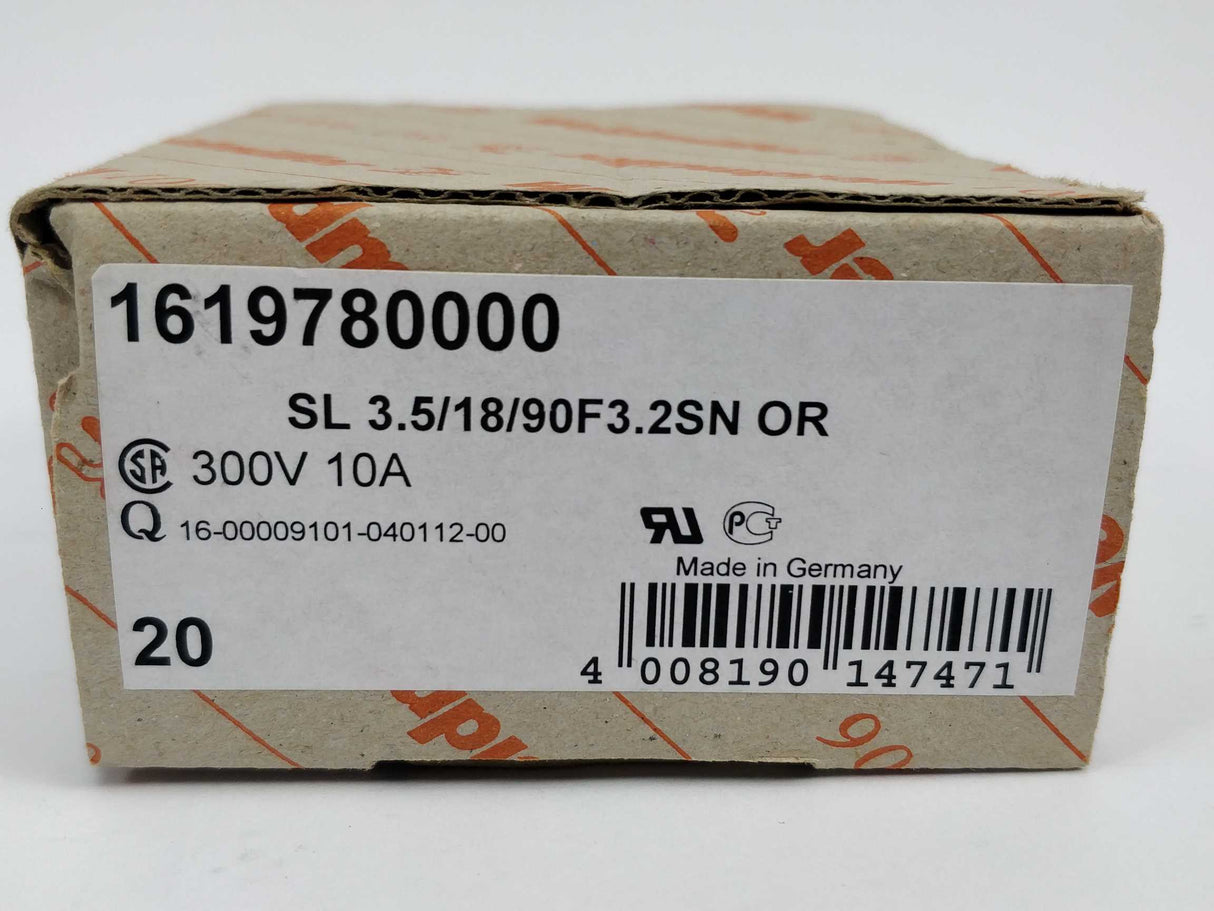 1619780000
SL 3.5/18/90F3.2SN OR
300V 10A
Q 16-00009101-040112-00
Made in Germany
20
4 008190 147471
90